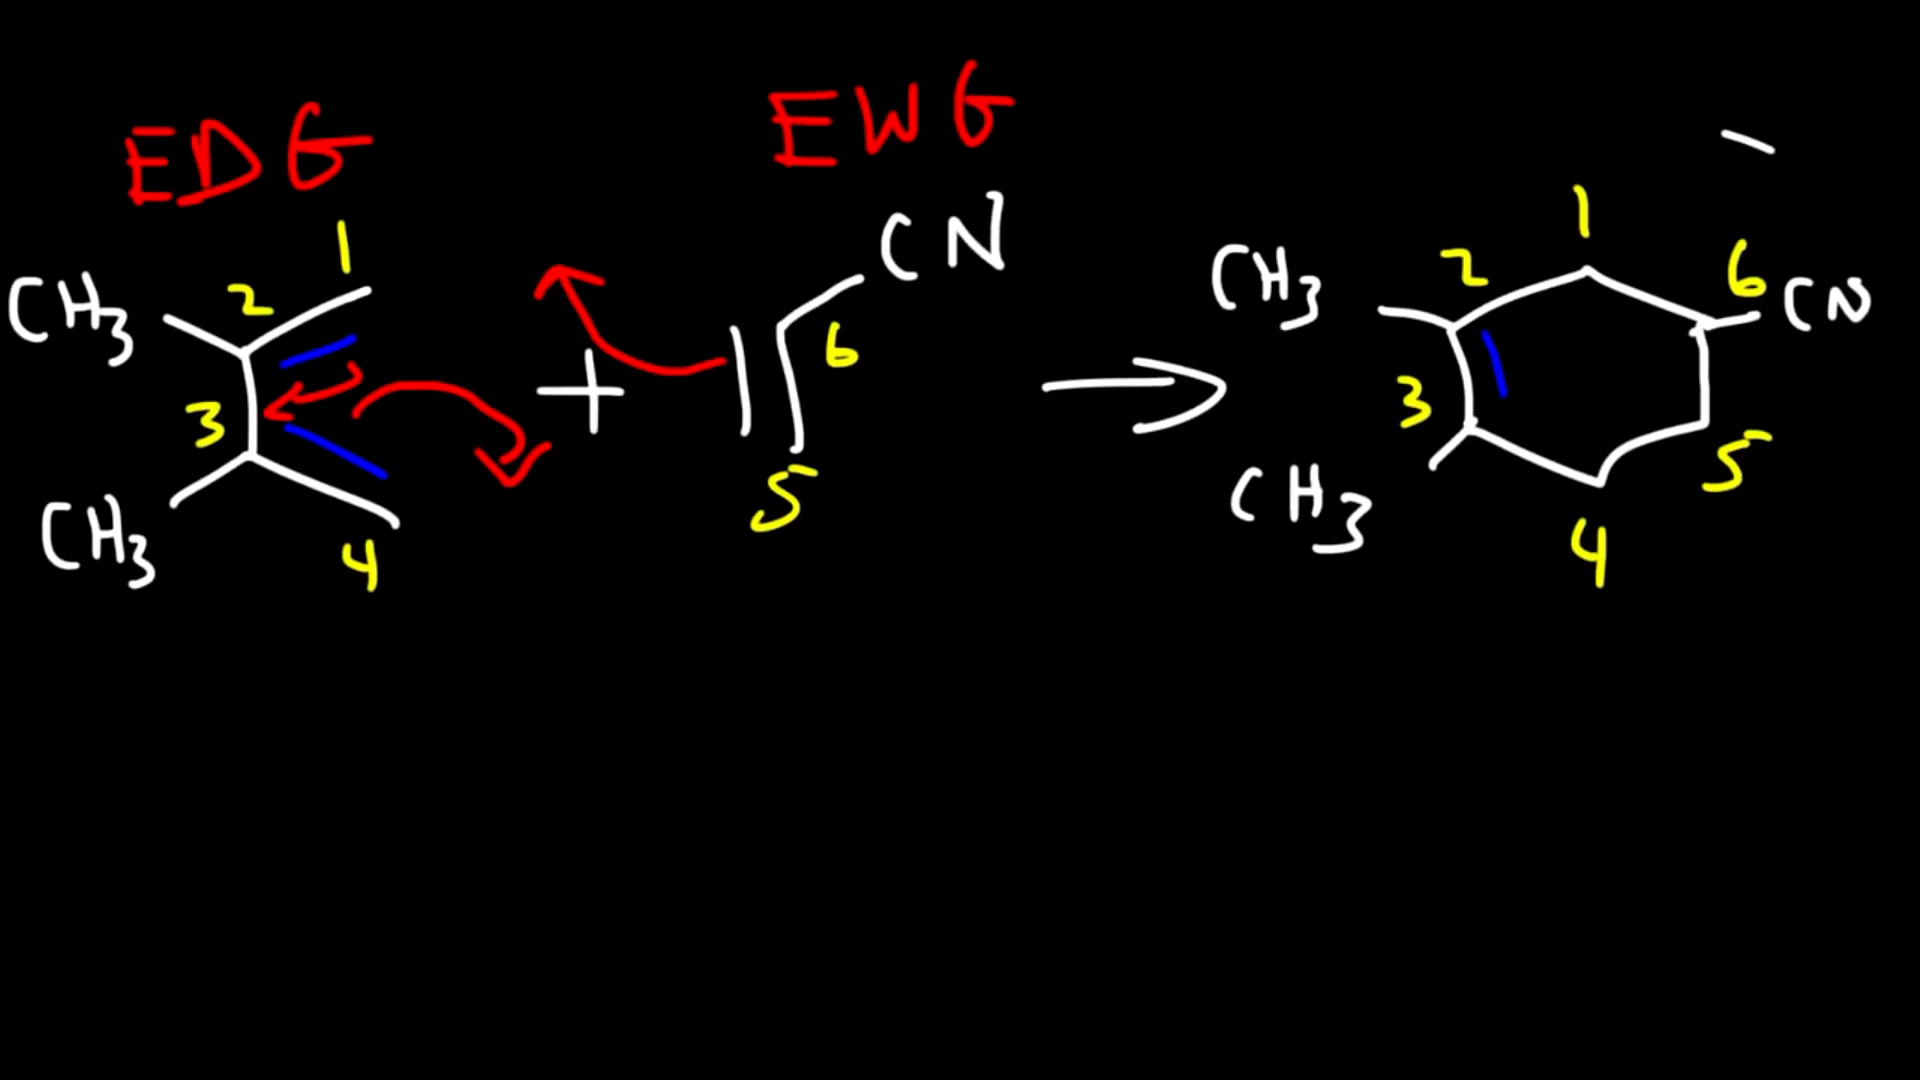 EDG
EWG
CH3 2 1
3
CH3 4
+
CN
6
5
CH3 2 1 6 CN
3
CH3 4 5